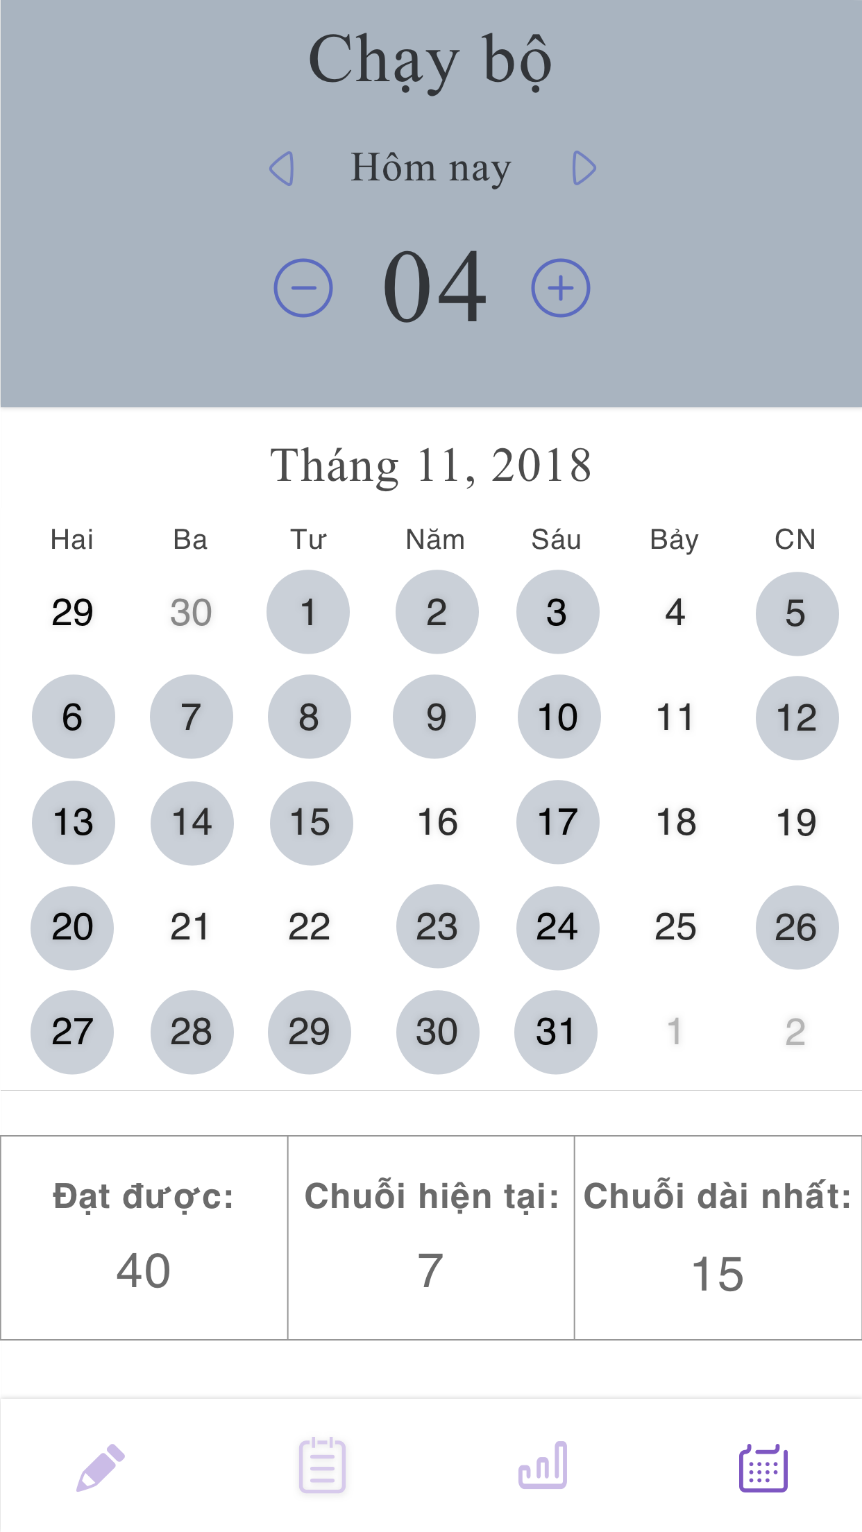 Chạy bộ
Hôm nay
04
Tháng 11, 2018
Hai Ba Tư Năm Sáu Bảy CN
29 30 1 2 3 4 5
6 7 8 9 10 11 12
13 14 15 16 17 18 19
20 21 22 23 24 25 26
27 28 29 30 31 1 2
Đạt được: Chuỗi hiện tại: Chuỗi dài nhất:
40 7 15